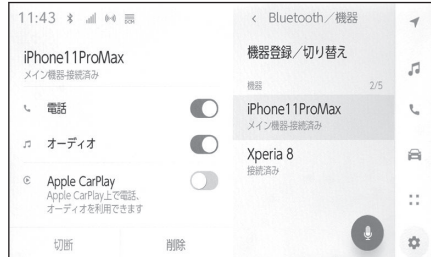 11:43
iPhone11ProMax
メイン機器-接続済み
電話
オーディオ
Apple CarPlay
Apple CarPlay上で電話、
オーディオを利用できます
切断
削除
< Bluetooth／機器
機器登録／切り替え
機器 2/5
iPhone11ProMax
メイン機器-接続済み
Xperia 8
接続済み